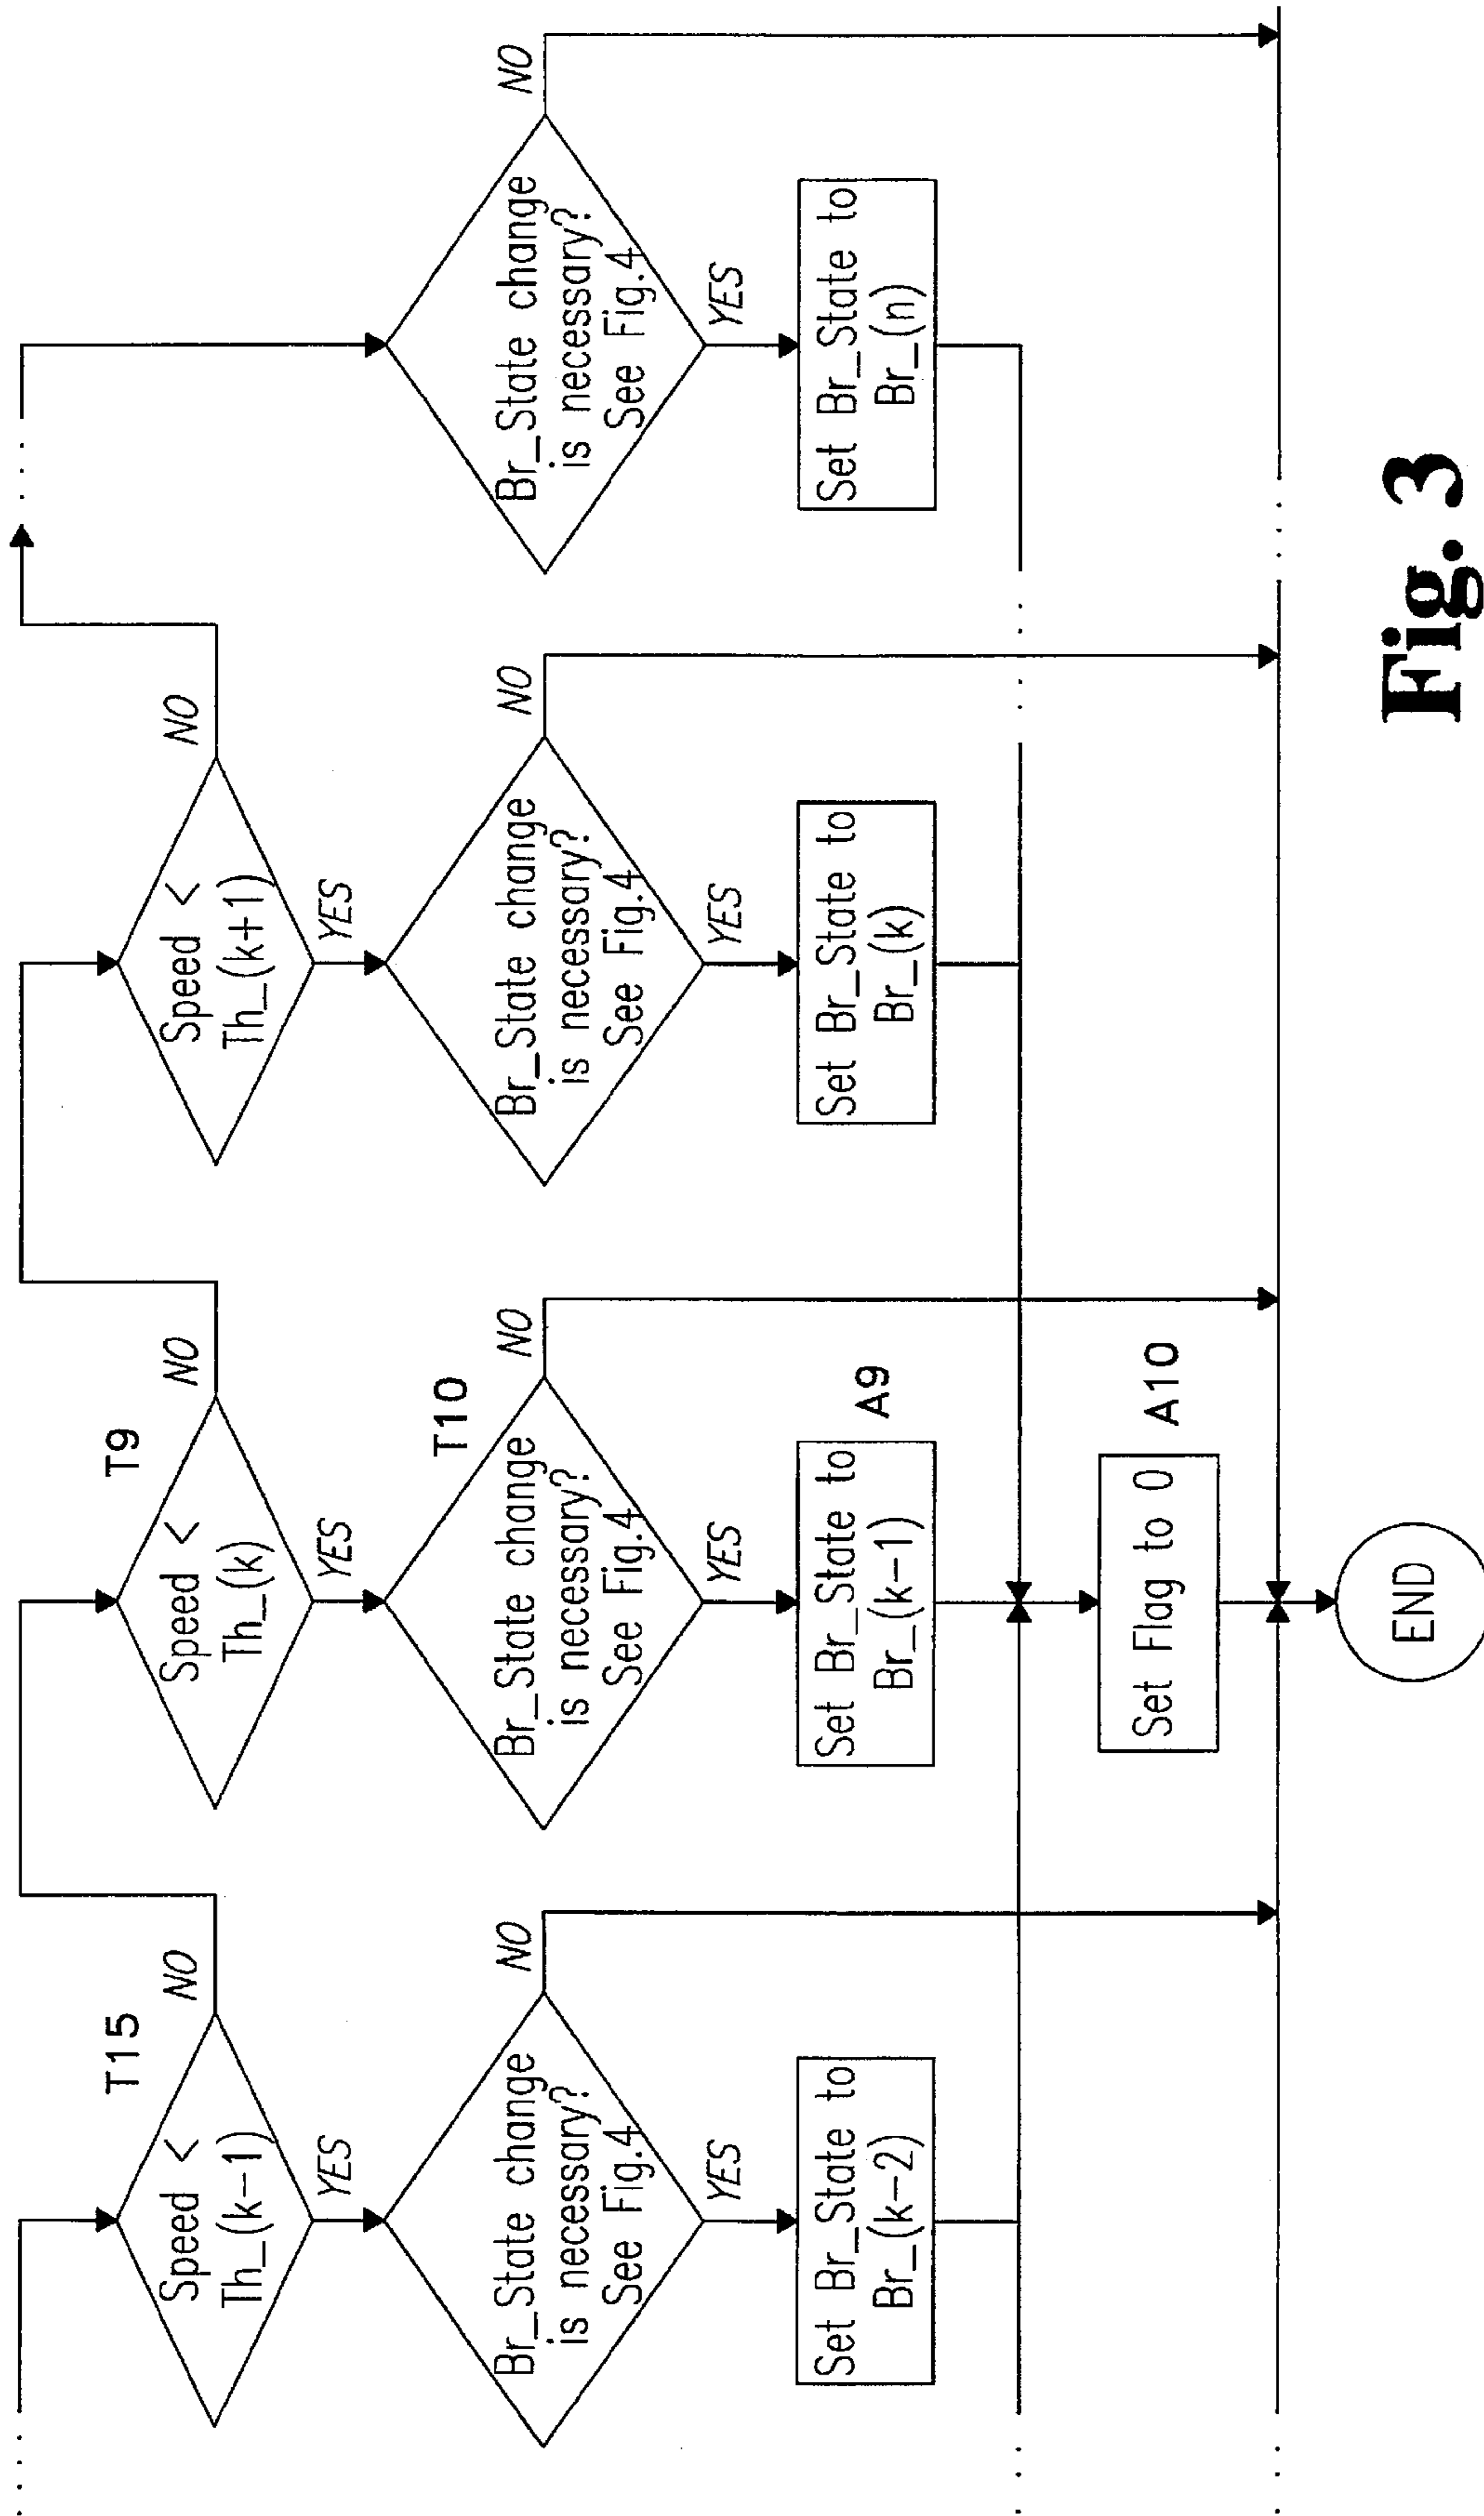 T15
Speed <
Th_(k-1)
NO
YES
Br_State change
is necessary?
See Fig.4
NO
YES
Set Br_State to
Br_(k-2)
T9
Speed <
Th_(k)
NO
YES
T10
Br_State change
is necessary?
See Fig.4
NO
YES
A9
Set Br_State to
Br_(k-1)
A10
Set Flag to 0
END
Speed <
Th_(k+1)
NO
YES
Br_State change
is necessary?
See Fig.4
NO
YES
Set Br_State to
Br_(k)
Br_State change
is necessary?
See Fig.4
NO
YES
Set Br_State to
Br_(n)
Fig. 3